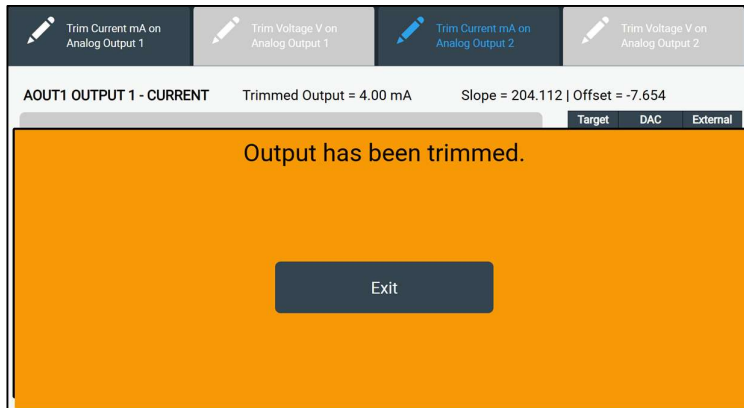 Trim Current mA on
Analog Output 1
Trim Voltage V on
Analog Output 1
Trim Current mA on
Analog Output 2
Trim Voltage V on
Analog Output 2
AOUT1 OUTPUT 1 - CURRENT Trimmed Output = 4.00 mA Slope = 204.112 | Offset = -7.654
Target DAC External
Output has been trimmed.
Exit